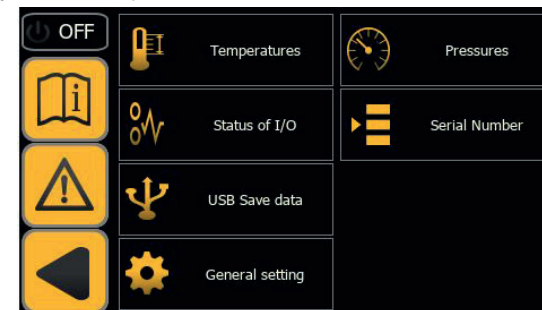 OFF
Temperatures
Pressures
i
Status of I/O
Serial Number
USB Save data
General setting